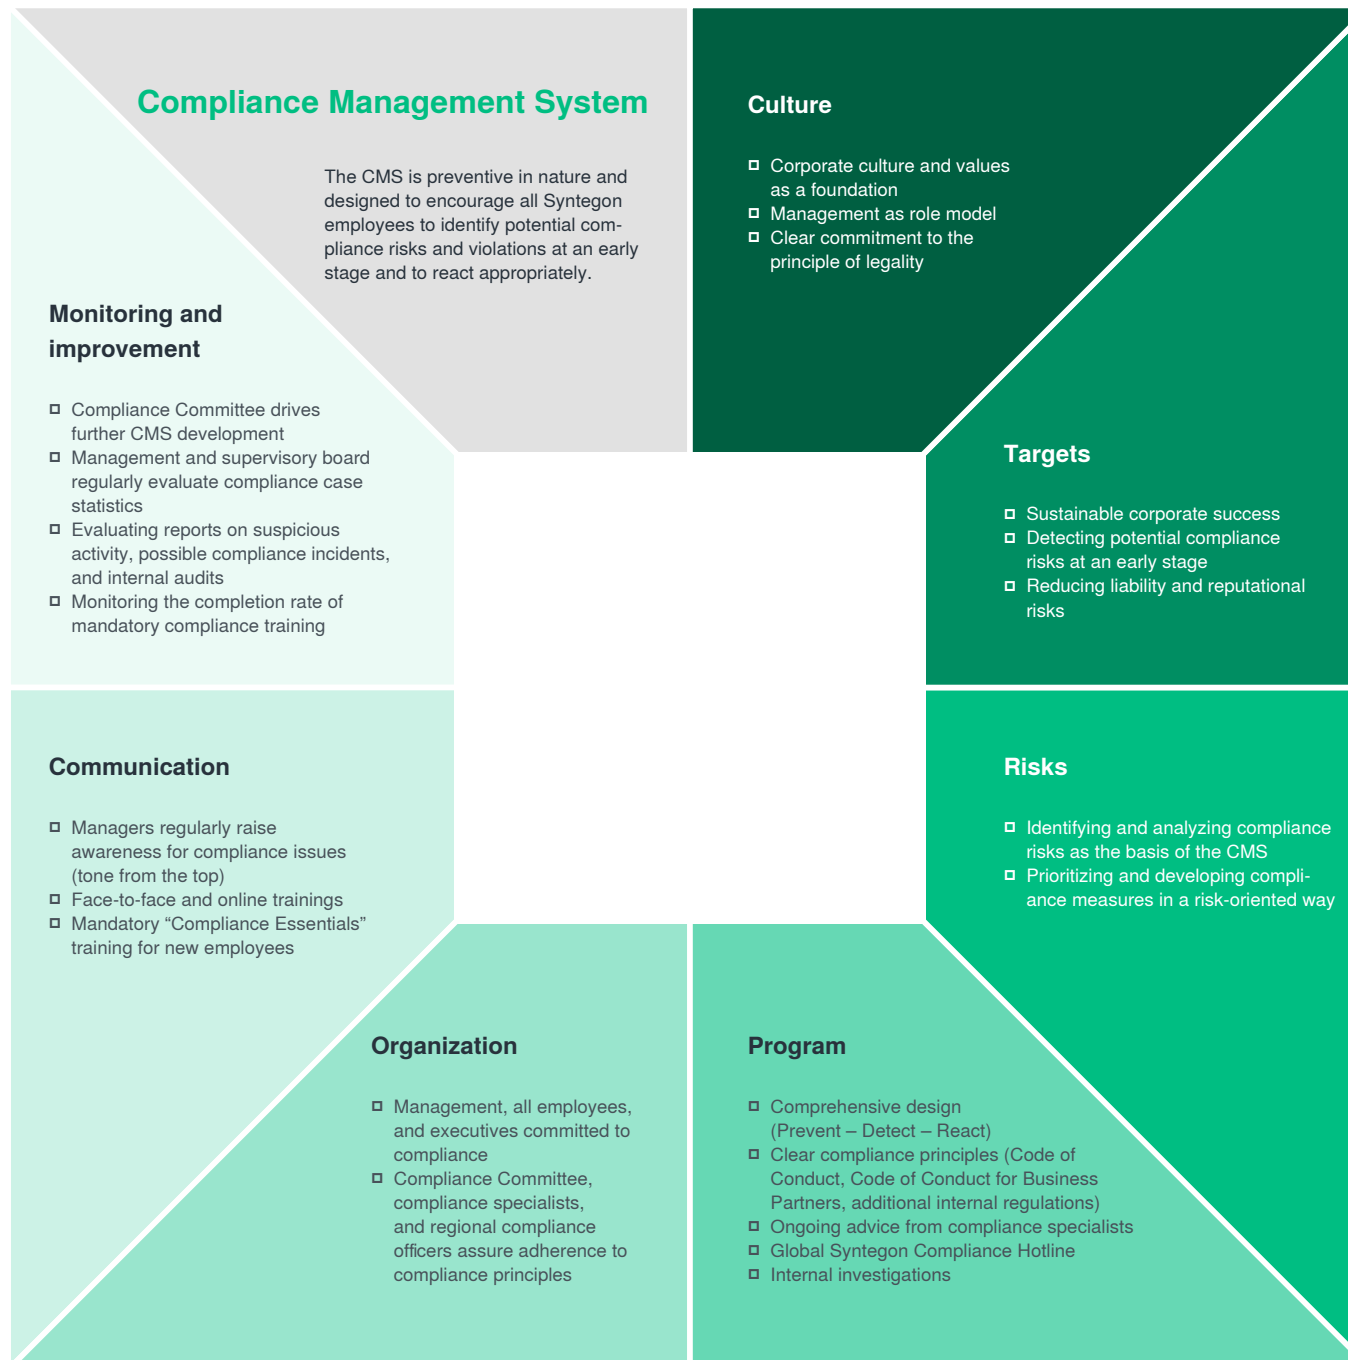 Compliance Management System
The CMS is preventive in nature and
designed to encourage all Syntegon
employees to identify potential com-
pliance risks and violations at an early
stage and to react appropriately.
Culture
Corporate culture and values
as a foundation
Management as role model
Clear commitment to the
principle of legality
Targets
Sustainable corporate success
Detecting potential compliance
risks at an early stage
Reducing liability and reputational
risks
Risks
Identifying and analyzing compliance
risks as the basis of the CMS
Prioritizing and developing compli-
ance measures in a risk-oriented way
Program
Comprehensive design
(Prevent – Detect – React)
Clear compliance principles (Code of
Conduct, Code of Conduct for Business
Partners, additional internal regulations)
Ongoing advice from compliance specialists
Global Syntegon Compliance Hotline
Internal investigations
Organization
Management, all employees,
and executives committed to
compliance
Compliance Committee,
compliance specialists,
and regional compliance
officers assure adherence to
compliance principles
Communication
Managers regularly raise
awareness for compliance issues
(tone from the top)
Face-to-face and online trainings
Mandatory “Compliance Essentials”
training for new employees
Monitoring and
improvement
Compliance Committee drives
further CMS development
Management and supervisory board
regularly evaluate compliance case
statistics
Evaluating reports on suspicious
activity, possible compliance incidents,
and internal audits
Monitoring the completion rate of
mandatory compliance training